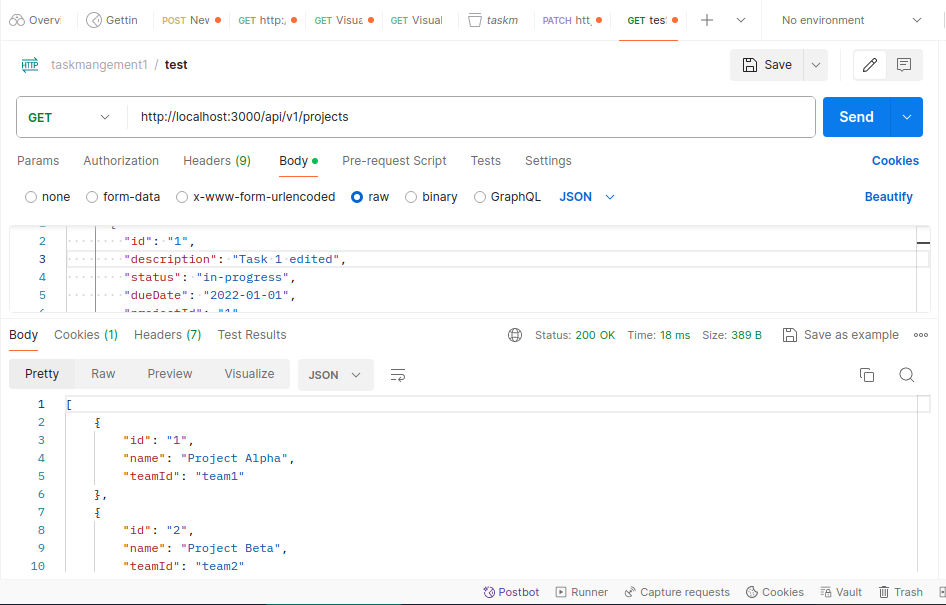 Overvi Gettin POST Nev GET http:, GET Visua GET Visual taskm PATCH htt GET tes No environment
HTTP taskmangement1 / test Save
GET http://localhost:3000/api/v1/projects Send
Params Authorization Headers (9) Body Pre-request Script Tests Settings Cookies
none form-data x-www-form-urlencoded raw binary GraphQL JSON Beautify
2 "id": "1",
3 "description": "Task 1 edited",
4 "status": "in-progress",
5 "dueDate": "2022-01-01",
Body Cookies (1) Headers (7) Test Results Status: 200 OK Time: 18 ms Size: 389 B Save as example
Pretty Raw Preview Visualize JSON
1 [
2 {
3 "id": "1",
4 "name": "Project Alpha",
5 "teamId": "team1"
6 },
7 {
8 "id": "2",
9 "name": "Project Beta",
10 "teamId": "team2"
Postbot Runner Capture requests Cookies Vault Trash